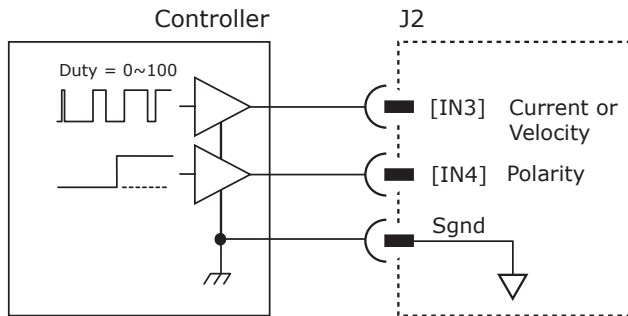 Controller
J2
Duty = 0~100
[IN3]
Current or
Velocity
[IN4]
Polarity
Sgnd